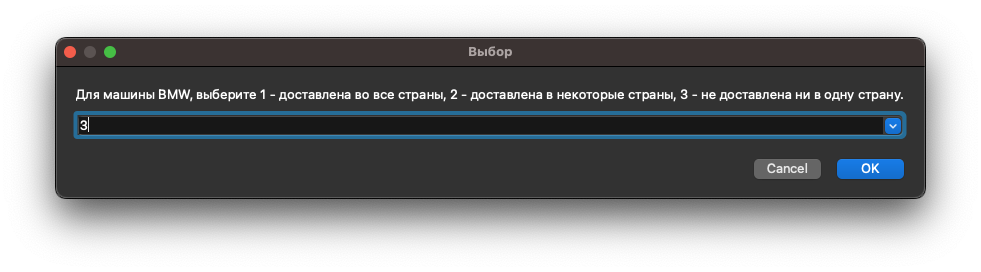 Выбор
Для машины BMW, выберите 1 - доставлена во все страны, 2 - доставлена в некоторые страны, 3 - не доставлена ни в одну страну.
3
Cancel OK